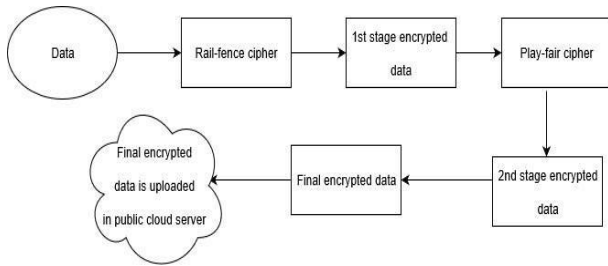 Data
Rail-fence cipher
1st stage encrypted
data
Play-fair cipher
2nd stage encrypted
data
Final encrypted data
Final encrypted
data is uploaded
in public cloud server